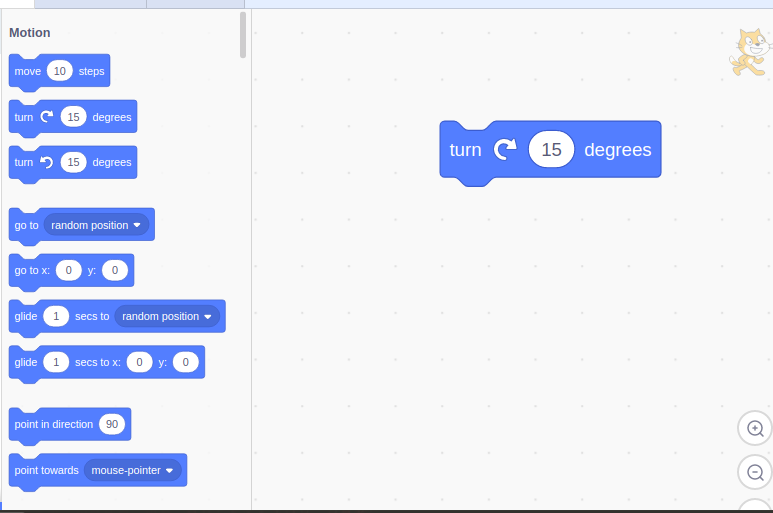 Motion
move 10 steps
turn 15 degrees
turn 15 degrees
go to random position
go to x: 0 y: 0
glide 1 secs to random position
glide 1 secs to x: 0 y: 0
point in direction 90
point towards mouse-pointer
turn 15 degrees